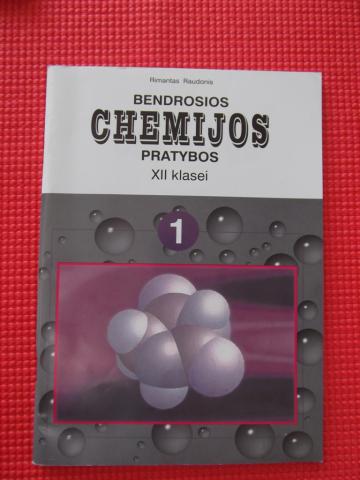 Rimantas Raudonis
BENDROSIOS
CHEMIJOS
PRATYBOS
XII klasei
1